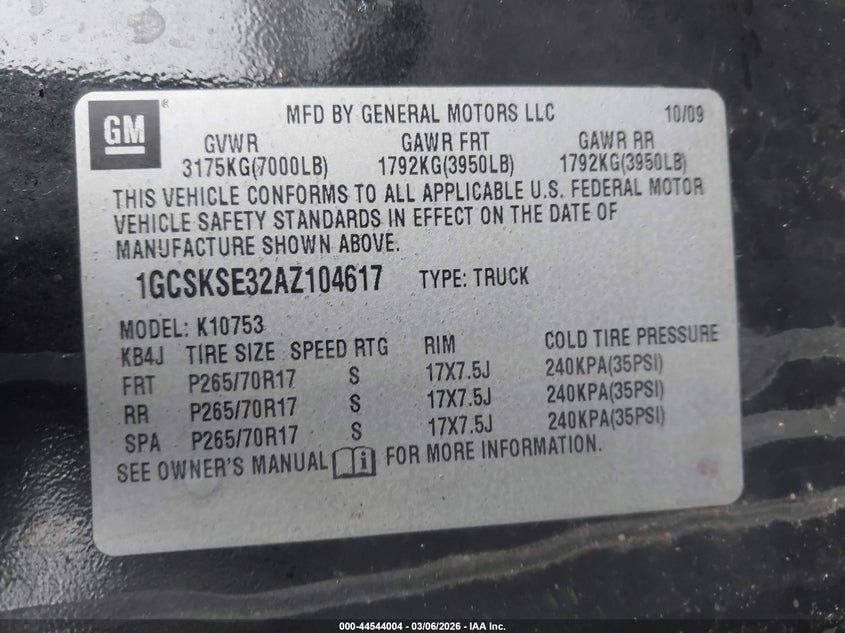 GM ®
MFD BY GENERAL MOTORS LLC 10/09
GVWR GAWR FRT GAWR RR
3175KG(7000LB) 1792KG(3950LB) 1792KG(3950LB)
THIS VEHICLE CONFORMS TO ALL APPLICABLE U.S. FEDERAL MOTOR
VEHICLE SAFETY STANDARDS IN EFFECT ON THE DATE OF
MANUFACTURE SHOWN ABOVE.
1GCSKSE32AZ104617 TYPE: TRUCK
MODEL: K10753
KB4J TIRE SIZE SPEED RTG RIM COLD TIRE PRESSURE
FRT P265/70R17 S 17X7.5J 240KPA(35PSI)
RR P265/70R17 S 17X7.5J 240KPA(35PSI)
SPA P265/70R17 S 17X7.5J 240KPA(35PSI)
SEE OWNER'S MANUAL i FOR MORE INFORMATION.
000-44544004 — 03/06/2026 — IAA Inc.